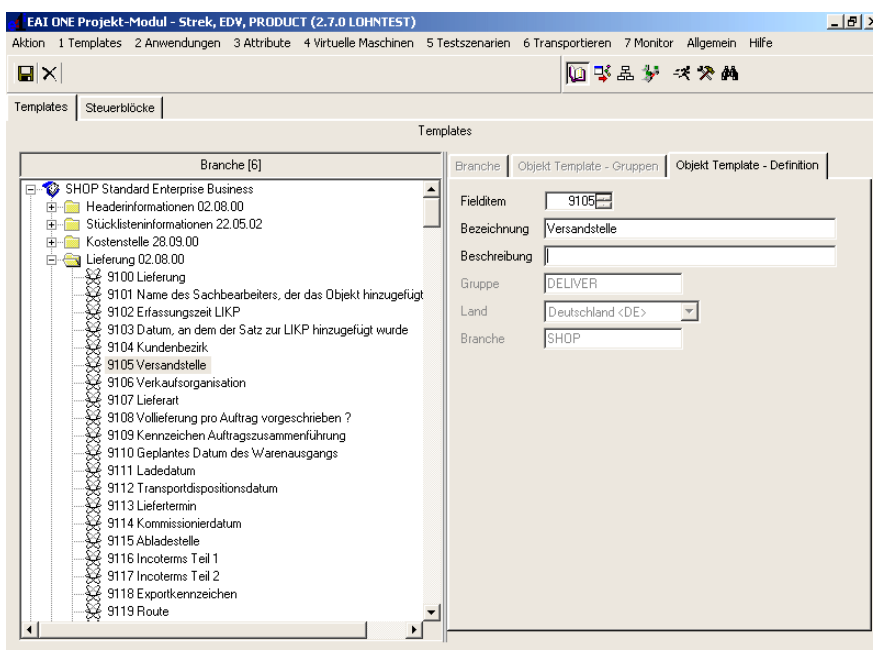 EAI ONE Projekt-Modul - Strek, EDV, PRODUCT (2.7.0 LOHNTEST)
Aktion 1 Templates 2 Anwendungen 3 Attribute 4 Virtuelle Maschinen 5 Testszenarien 6 Transportieren 7 Monitor Allgemein Hilfe
Templates Steuerblöcke
Templates
Branche [6]
SHOP Standard Enterprise Business
Headerinformationen 02.08.00
Stücklisteninformationen 22.05.02
Kostenstelle 28.09.00
Lieferung 02.08.00
9100 Lieferung
9101 Name des Sachbearbeiters, der das Objekt hinzugefügt
9102 Erfassungszeit LIKP
9103 Datum, an dem der Satz zur LIKP hinzugefügt wurde
9104 Kundenbezirk
9105 Versandstelle
9106 Verkaufsorganisation
9107 Lieferart
9108 Vollieferung pro Auftrag vorgeschrieben ?
9109 Kennzeichen Auftragszusammenführung
9110 Geplantes Datum des Warenausgangs
9111 Ladedatum
9112 Transportdispositionsdatum
9113 Liefertermin
9114 Kommissionierdatum
9115 Abladestelle
9116 Incoterms Teil 1
9117 Incoterms Teil 2
9118 Exportkennzeichen
9119 Route
Branche Objekt Template - Gruppen Objekt Template - Definition
Fielditem 9105
Bezeichnung Versandstelle
Beschreibung
Gruppe DELIVER
Land Deutschland <DE>
Branche SHOP